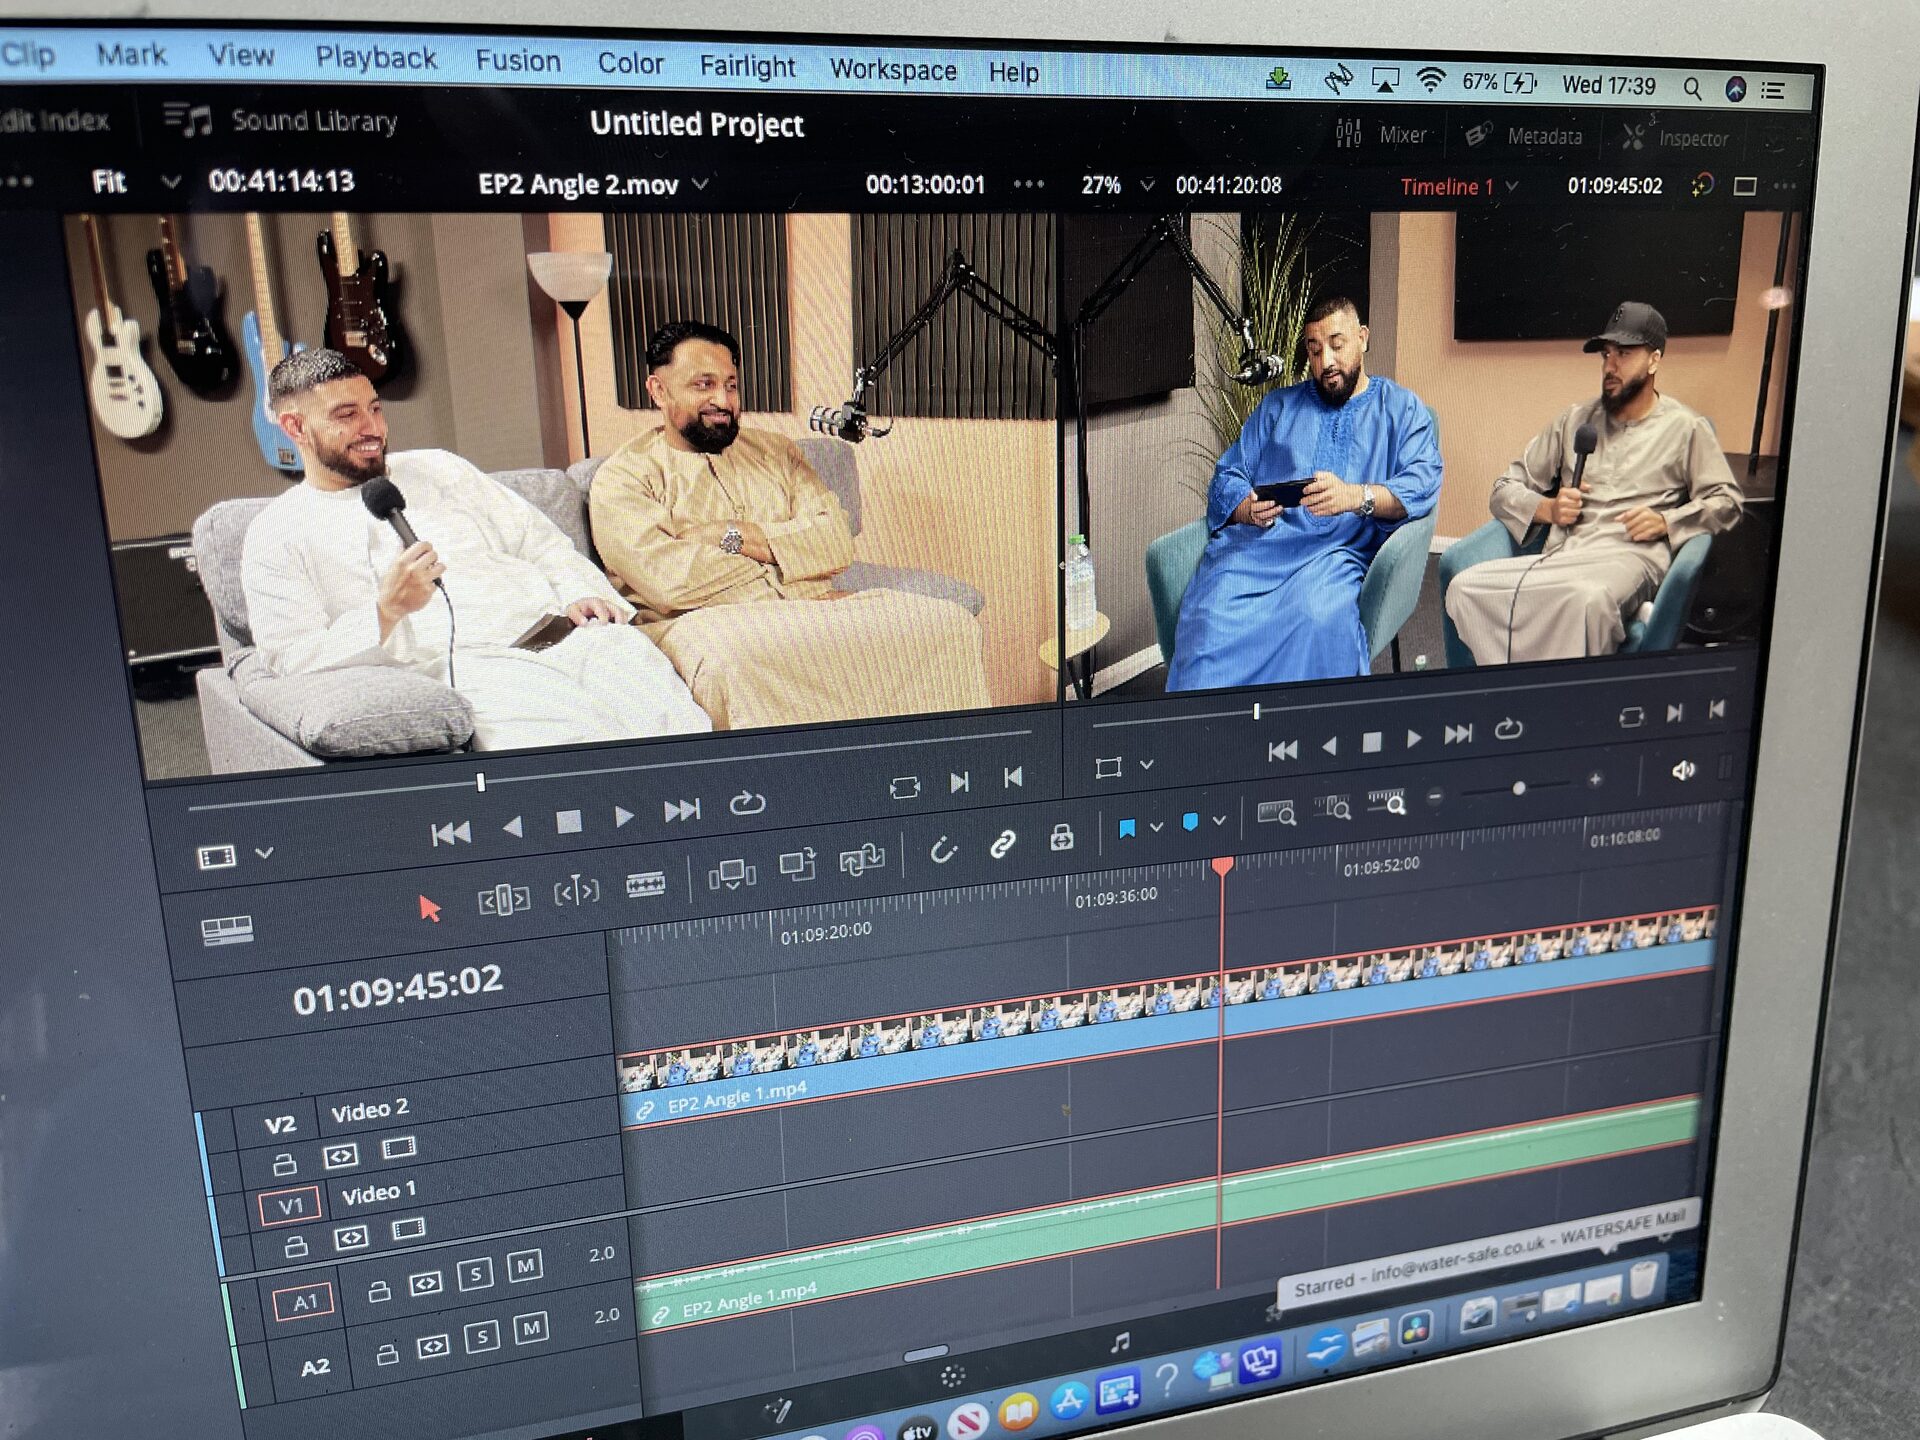 Clip Mark View Playback Fusion Color Fairlight Workspace Help 67% Wed 17:39
dit Index Sound Library Untitled Project Mixer Metadata Inspector
Fit 00:41:14:13 EP2 Angle 2.mov 00:13:00:01 27% 00:41:20:08 Timeline 1 01:09:45:02
01:09:20:00 01:09:36:00 01:09:52:00 01:10:08:00
01:09:45:02
V2 Video 2
EP2 Angle 1.mp4
V1 Video 1
A1 S M 2.0
EP2 Angle 1.mp4
A2 S M 2.0
Starred - info@water-safe.co.uk - WATERSAFE Mail
tv